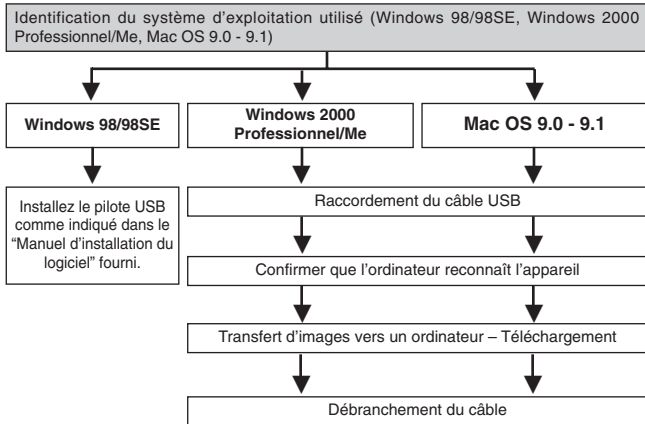 Identification du système d'exploitation utilisé (Windows 98/98SE, Windows 2000
Professionnel/Me, Mac OS 9.0 - 9.1)
Windows 98/98SE
Windows 2000
Professionnel/Me
Mac OS 9.0 - 9.1
Installez le pilote USB
comme indiqué dans le
“Manuel d'installation du
logiciel” fourni.
Raccordement du câble USB
Confirmer que l'ordinateur reconnaît l'appareil
Transfert d'images vers un ordinateur – Téléchargement
Débranchement du câble